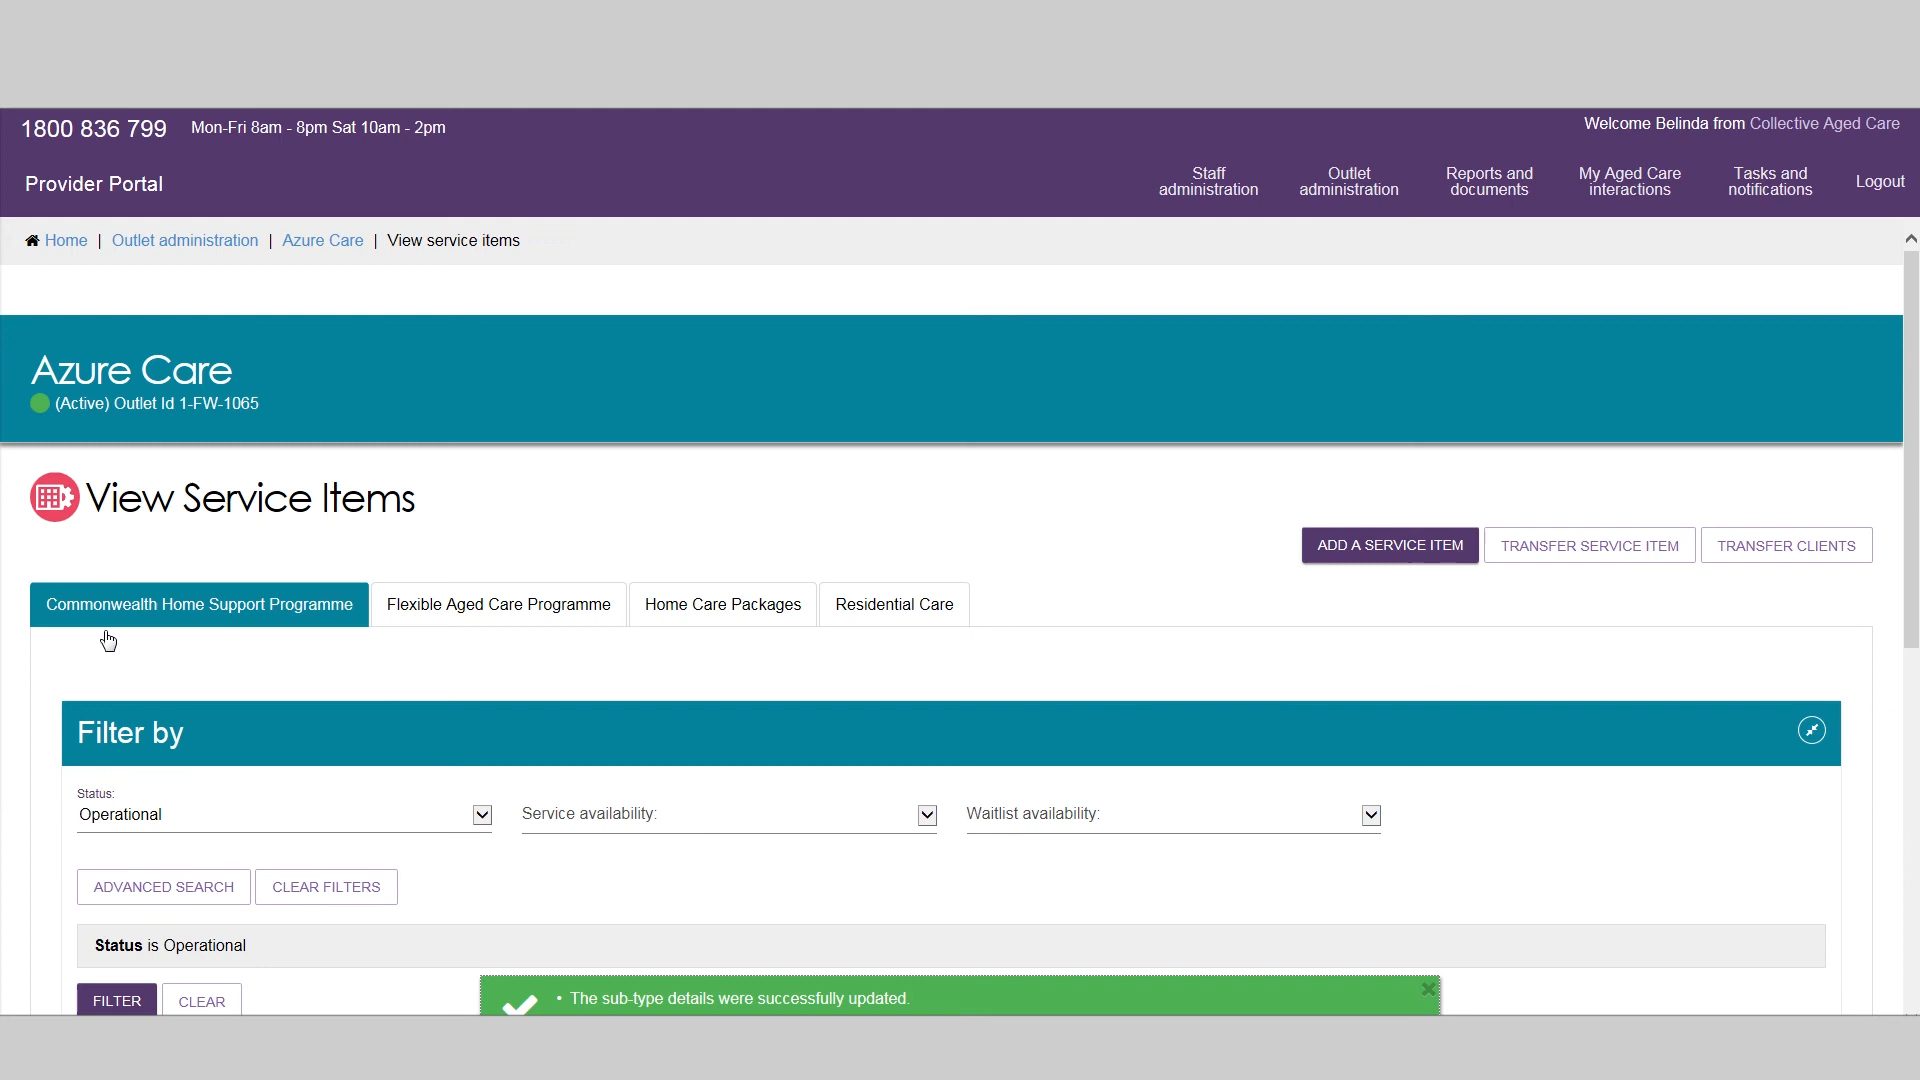 1800 836 799 Mon-Fri 8am - 8pm Sat 10am - 2pm
Welcome Belinda from Collective Aged Care
Provider Portal
Staff administration
Outlet administration
Reports and documents
My Aged Care interactions
Tasks and notifications
Logout
Home | Outlet administration | Azure Care | View service items
Azure Care
(Active) Outlet Id 1-FW-1065
View Service Items
ADD A SERVICE ITEM TRANSFER SERVICE ITEM TRANSFER CLIENTS
Commonwealth Home Support Programme Flexible Aged Care Programme Home Care Packages Residential Care
Filter by
Status:
Operational Service availability: Waitlist availability:
ADVANCED SEARCH CLEAR FILTERS
Status is Operational
FILTER CLEAR
• The sub-type details were successfully updated.